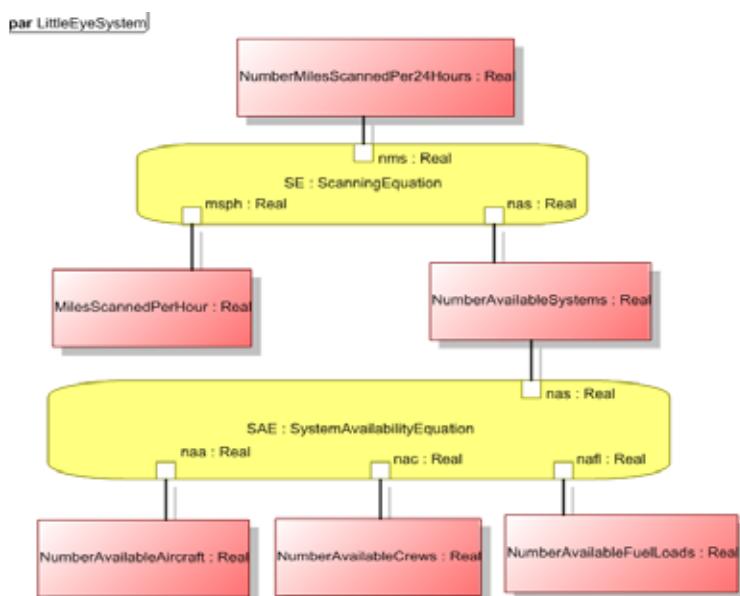 par LittleEyeSystem
NumberMilesScannedPer24Hours : Real
nms : Real
SE : ScanningEquation
msph : Real
nas : Real
MilesScannedPerHour : Real
NumberAvailableSystems : Real
nas : Real
SAE : SystemAvailabilityEquation
naa : Real
nac : Real
nafl : Real
NumberAvailableAircraft : Real
NumberAvailableCrews : Real
NumberAvailableFuelLoads : Real